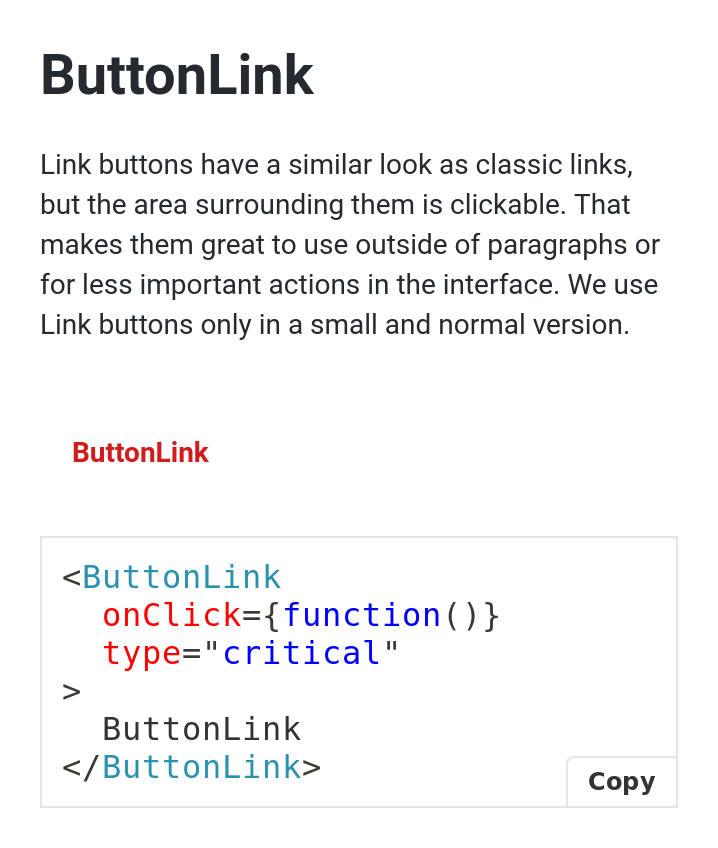 ButtonLink
Link buttons have a similar look as classic links,
but the area surrounding them is clickable. That
makes them great to use outside of paragraphs or
for less important actions in the interface. We use
Link buttons only in a small and normal version.
ButtonLink
<ButtonLink
  onClick={function()}
  type="critical"
>
  ButtonLink
</ButtonLink>
Copy